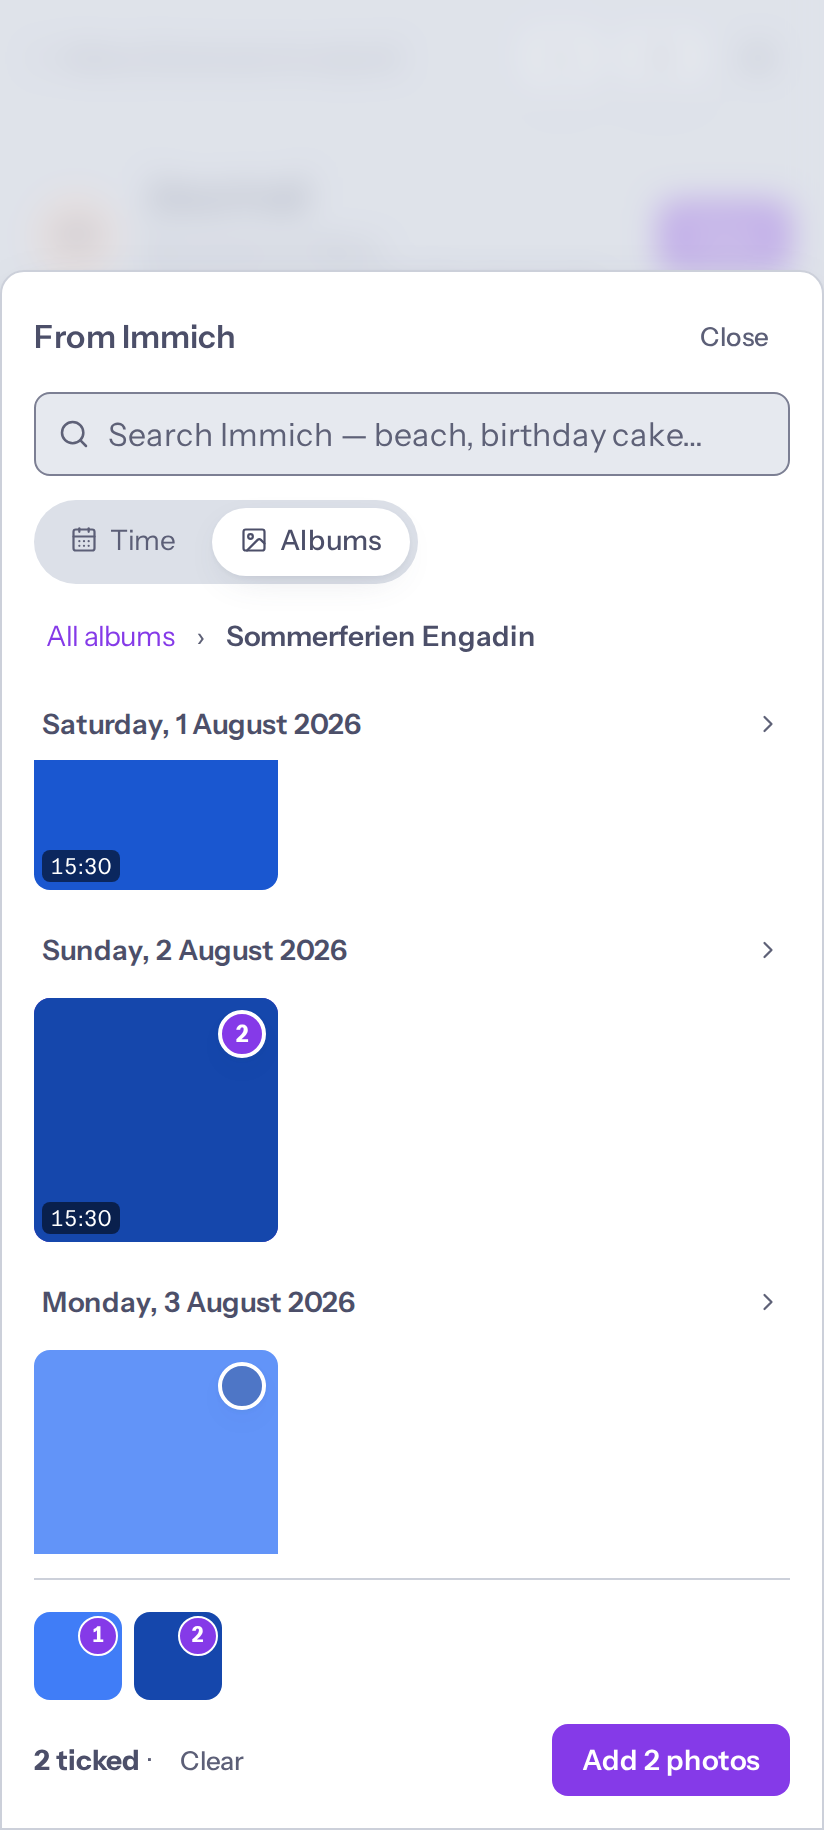 From Immich
Close
Search Immich — beach, birthday cake...
Time
Albums
All albums › Sommerferien Engadin
Saturday, 1 August 2026
15:30
Sunday, 2 August 2026
2
15:30
Monday, 3 August 2026
1
2
2 ticked ·
Clear
Add 2 photos